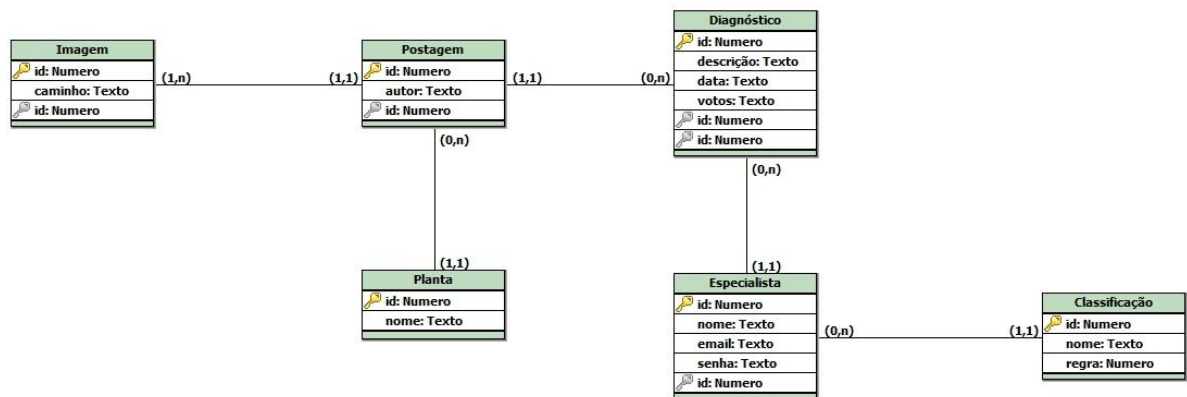 Imagem
id: Numero
caminho: Texto
id: Numero
(1,n)
(1,1)
Postagem
id: Numero
autor: Texto
id: Numero
(1,1)
(0,n)
Diagnóstico
id: Numero
descrição: Texto
data: Texto
votos: Texto
id: Numero
id: Numero
(0,n)
(0,n)
(1,1)
Planta
id: Numero
nome: Texto
(1,1)
Especialista
id: Numero
nome: Texto
email: Texto
senha: Texto
id: Numero
(0,n)
(1,1)
Classificação
id: Numero
nome: Texto
regra: Numero